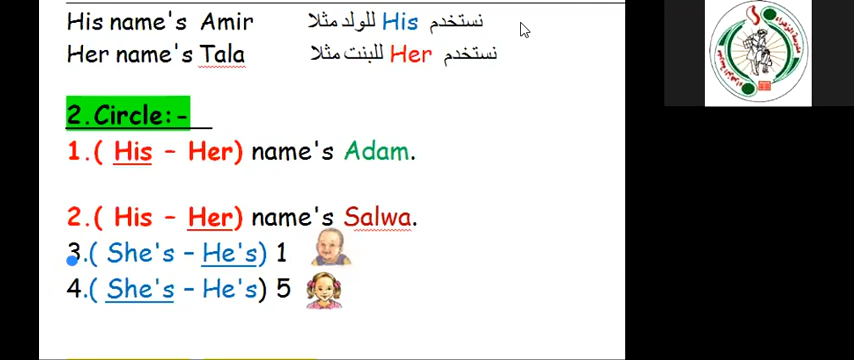 His name's Amir نستخدم His للولد مثلا
Her name's Tala نستخدم Her للبنت مثلا
2.Circle:-
1.( His - Her) name's Adam.
2.( His - Her) name's Salwa.
3.( She's - He's) 1
4.( She's - He's) 5